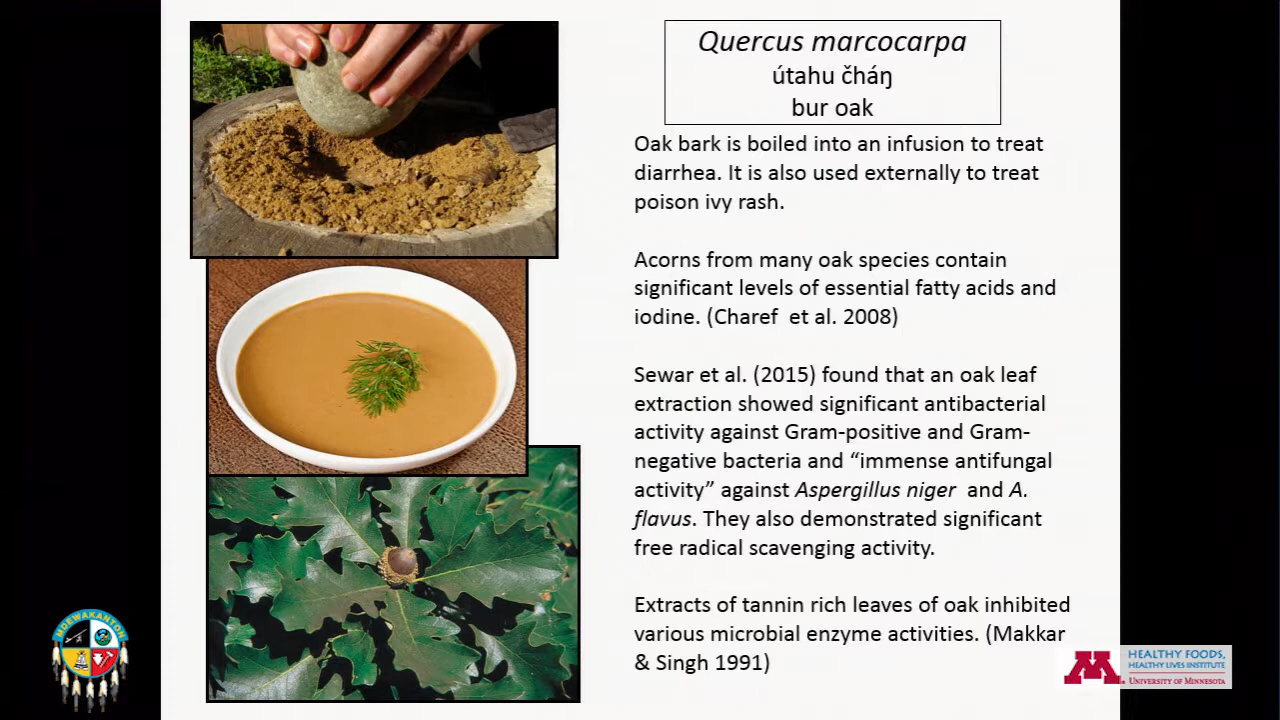 Quercus marcocarpa
útahu čháŋ
bur oak
Oak bark is boiled into an infusion to treat
diarrhea. It is also used externally to treat
poison ivy rash.
Acorns from many oak species contain
significant levels of essential fatty acids and
iodine. (Charef et al. 2008)
Sewar et al. (2015) found that an oak leaf
extraction showed significant antibacterial
activity against Gram-positive and Gram-
negative bacteria and “immense antifungal
activity” against Aspergillus niger and A.
flavus. They also demonstrated significant
free radical scavenging activity.
Extracts of tannin rich leaves of oak inhibited
various microbial enzyme activities. (Makkar
& Singh 1991)
MDEWAKANTON
M
HEALTHY FOODS,
HEALTHY LIVES INSTITUTE
UNIVERSITY OF MINNESOTA